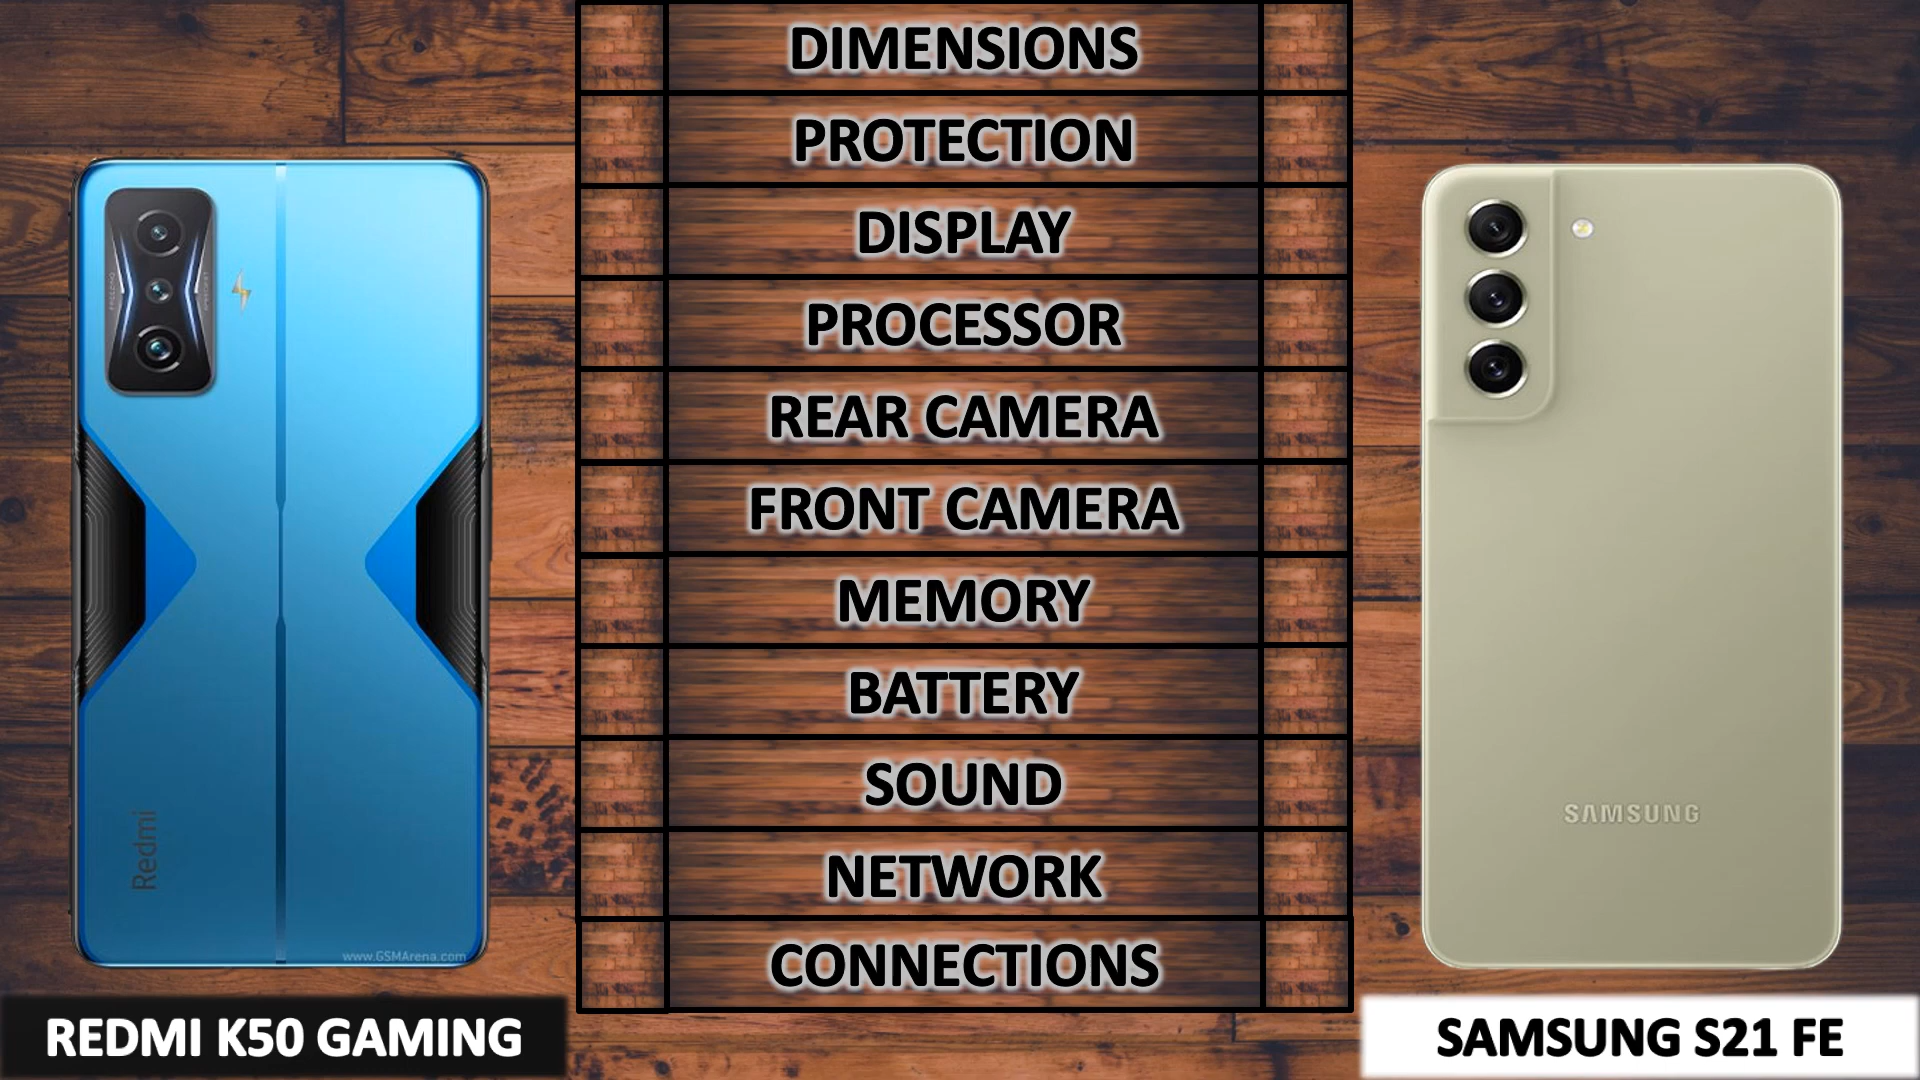 DIMENSIONS
PROTECTION
DISPLAY
PROCESSOR
REAR CAMERA
FRONT CAMERA
MEMORY
BATTERY
SOUND
NETWORK
CONNECTIONS
Redmi
www.GSMArena.com
REDMI K50 GAMING
SAMSUNG
SAMSUNG S21 FE